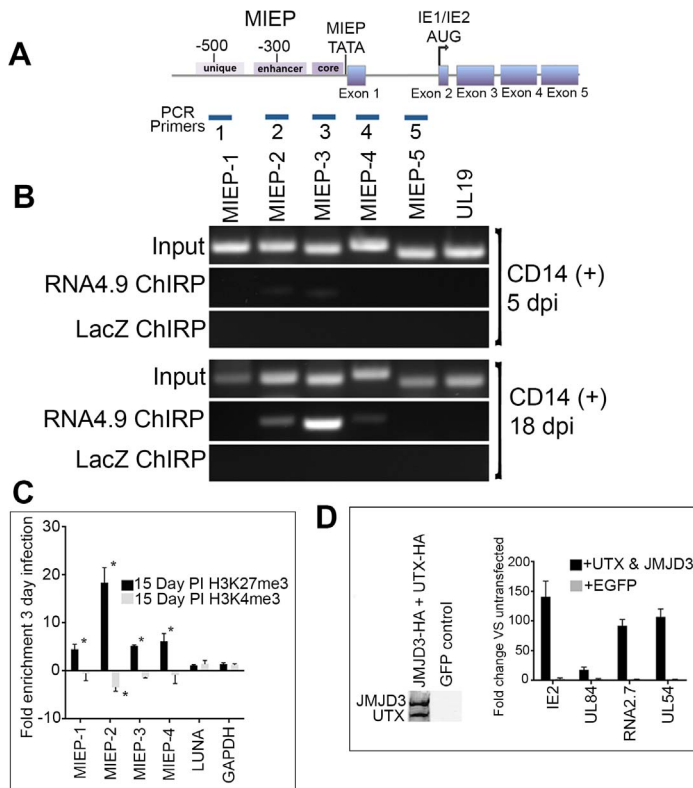 A
MIEP
MIEP
TATA
IE1/IE2
AUG
-500
-300
unique
enhancer
core
Exon 1
Exon 2
Exon 3
Exon 4
Exon 5
PCR
Primers
1
2
3
4
5
B
MIEP-1
MIEP-2
MIEP-3
MIEP-4
MIEP-5
UL19
Input
RNA4.9 ChIRP
LacZ ChIRP
CD14 (+)
5 dpi
Input
RNA4.9 ChIRP
LacZ ChIRP
CD14 (+)
18 dpi
C
Fold enrichment 3 day infection
30
20
10
0
-10
*
*
*
*
*
15 Day PI H3K27me3
15 Day PI H3K4me3
MIEP-1
MIEP-2
MIEP-3
MIEP-4
LUNA
GAPDH
D
JMJD3-HA + UTX-HA
GFP control
JMJD3
UTX
Fold change VS untransfected
200
150
100
50
0
+UTX & JMJD3
+EGFP
IE2
UL84
RNA2.7
UL54